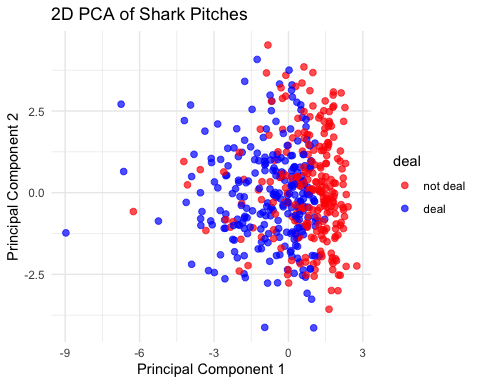 2D PCA of Shark Pitches
Principal Component 2
2.5
0.0
-2.5
-9
-6
-3
0
3
Principal Component 1
deal
not deal
deal